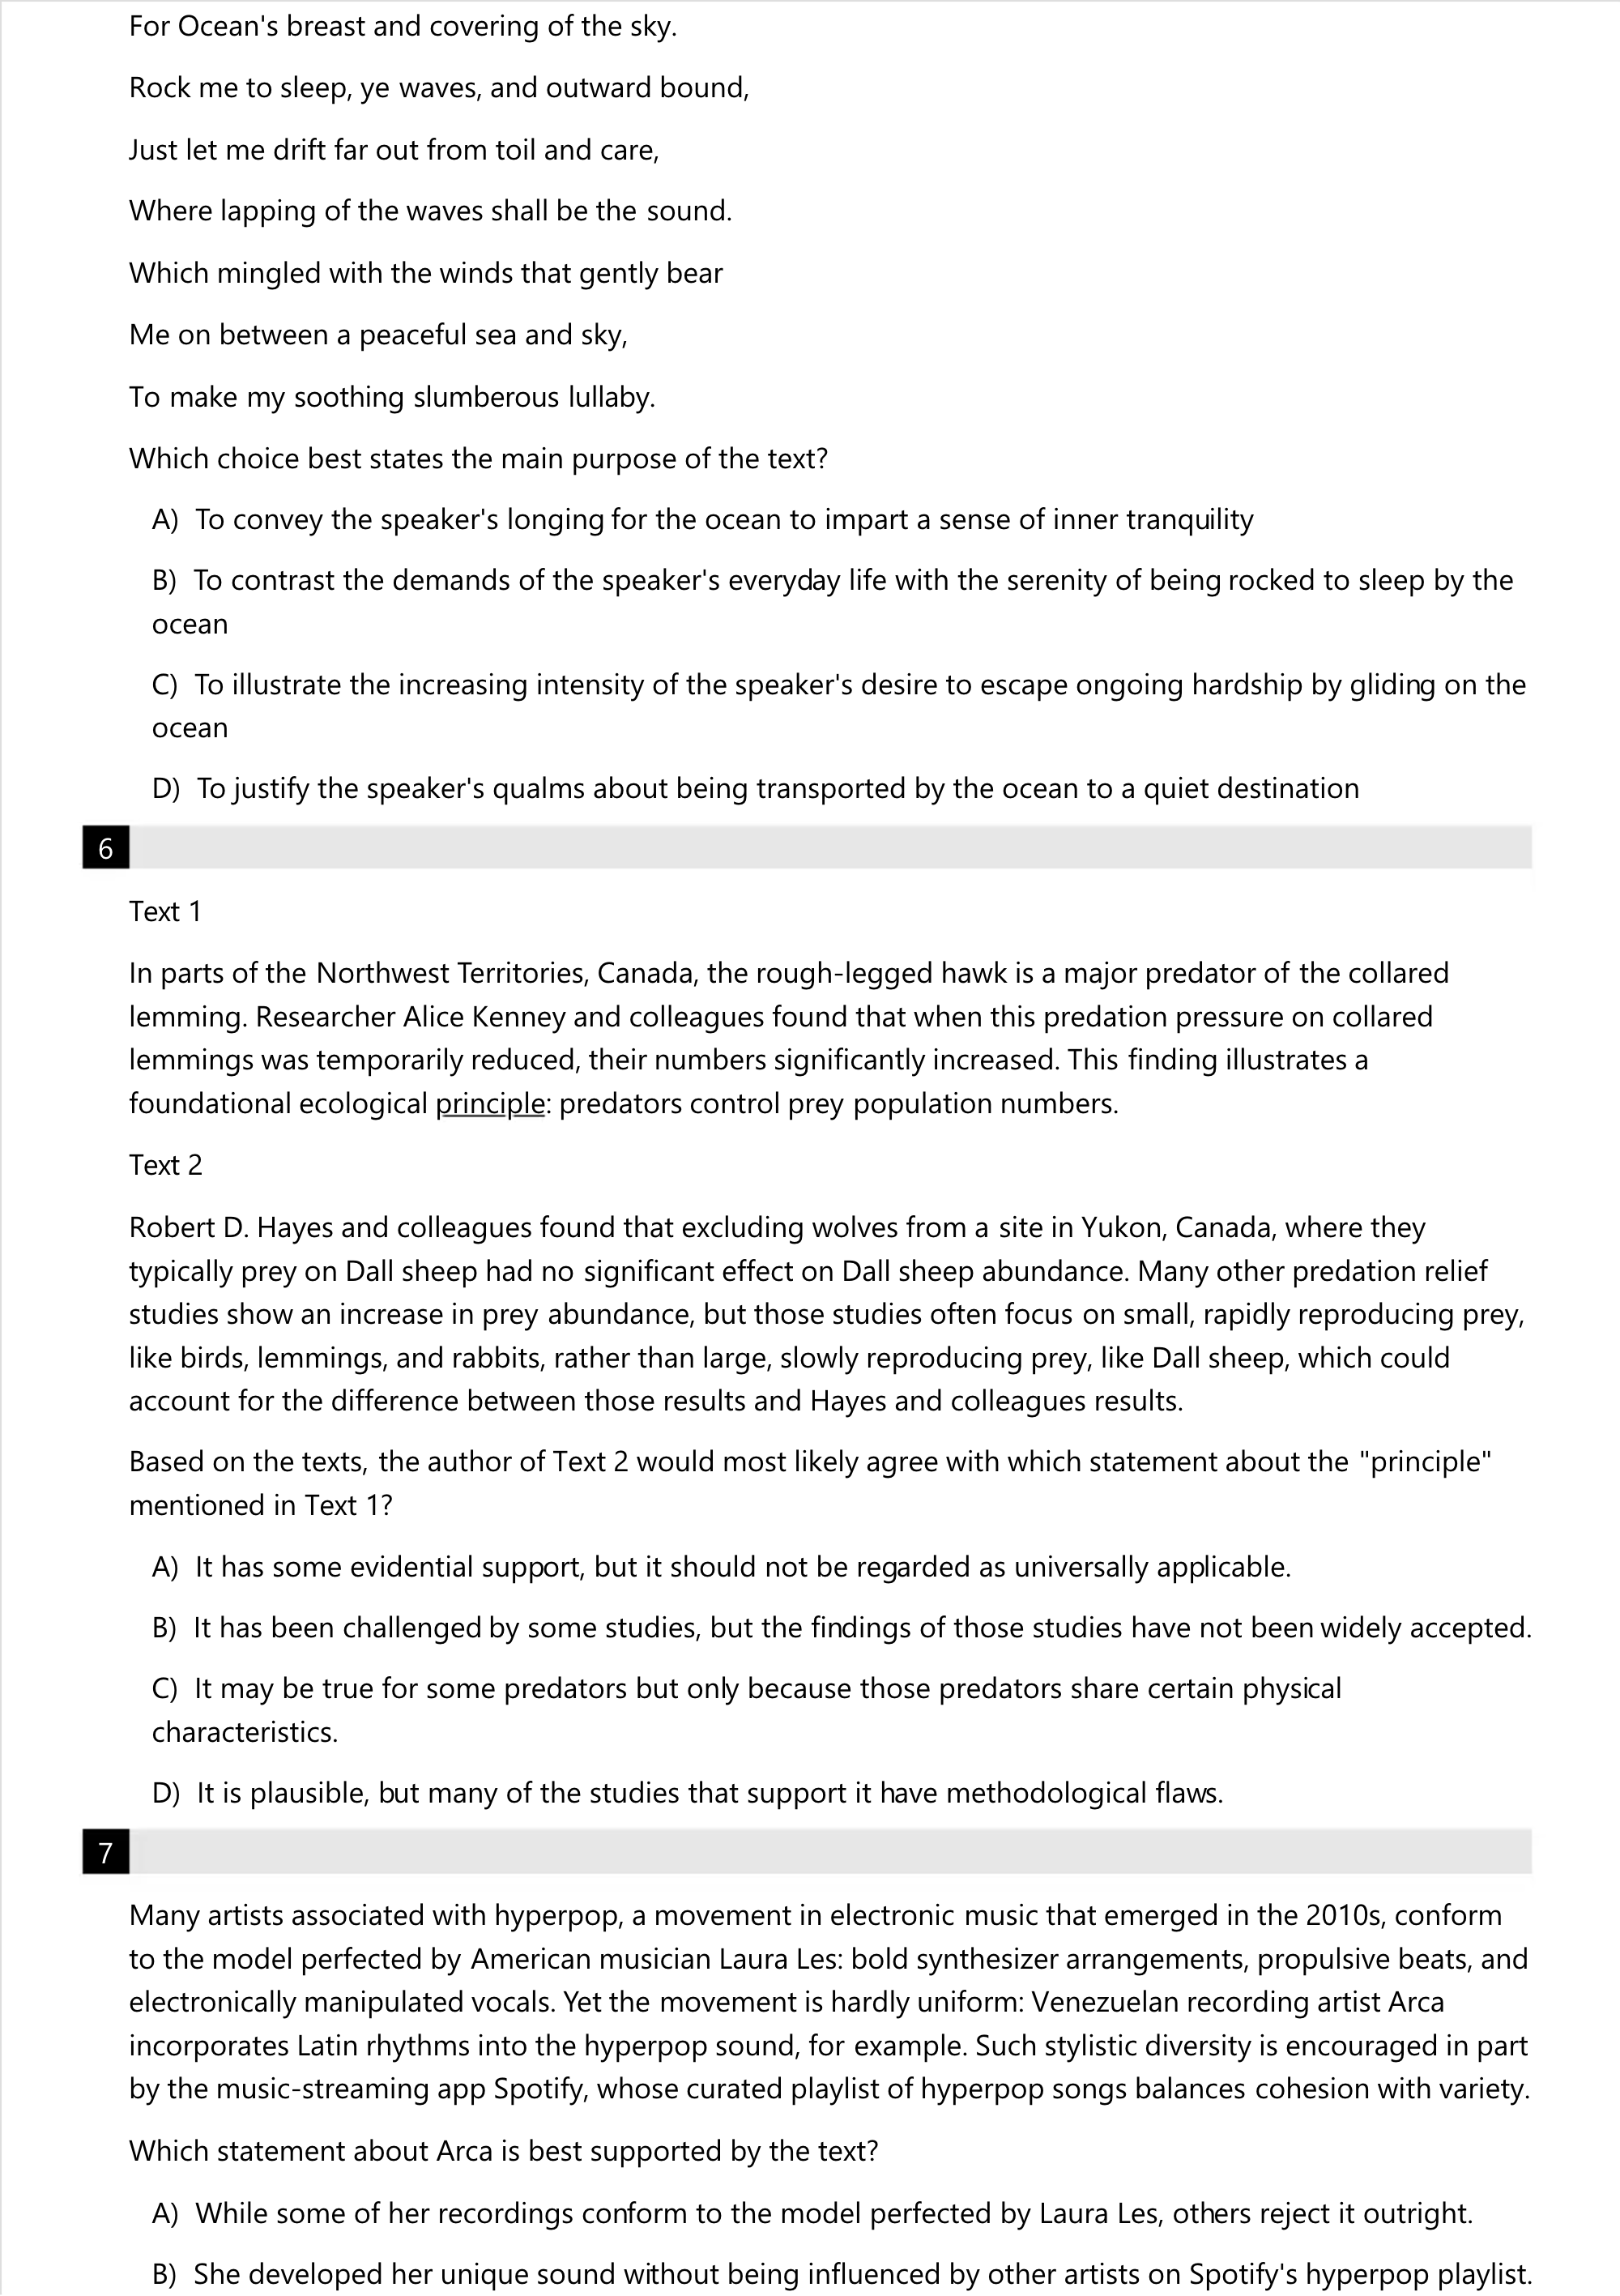 For Ocean's breast and covering of the sky.
Rock me to sleep, ye waves, and outward bound,
Just let me drift far out from toil and care,
Where lapping of the waves shall be the sound.
Which mingled with the winds that gently bear
Me on between a peaceful sea and sky,
To make my soothing slumberous lullaby.
Which choice best states the main purpose of the text?
A) To convey the speaker's longing for the ocean to impart a sense of inner tranquility
B) To contrast the demands of the speaker's everyday life with the serenity of being rocked to sleep by the
ocean
C) To illustrate the increasing intensity of the speaker's desire to escape ongoing hardship by gliding on the
ocean
D) To justify the speaker's qualms about being transported by the ocean to a quiet destination
6
Text 1
In parts of the Northwest Territories, Canada, the rough-legged hawk is a major predator of the collared
lemming. Researcher Alice Kenney and colleagues found that when this predation pressure on collared
lemmings was temporarily reduced, their numbers significantly increased. This finding illustrates a
foundational ecological principle: predators control prey population numbers.
Text 2
Robert D. Hayes and colleagues found that excluding wolves from a site in Yukon, Canada, where they
typically prey on Dall sheep had no significant effect on Dall sheep abundance. Many other predation relief
studies show an increase in prey abundance, but those studies often focus on small, rapidly reproducing prey,
like birds, lemmings, and rabbits, rather than large, slowly reproducing prey, like Dall sheep, which could
account for the difference between those results and Hayes and colleagues results.
Based on the texts, the author of Text 2 would most likely agree with which statement about the "principle"
mentioned in Text 1?
A) It has some evidential support, but it should not be regarded as universally applicable.
B) It has been challenged by some studies, but the findings of those studies have not been widely accepted.
C) It may be true for some predators but only because those predators share certain physical
characteristics.
D) It is plausible, but many of the studies that support it have methodological flaws.
7
Many artists associated with hyperpop, a movement in electronic music that emerged in the 2010s, conform
to the model perfected by American musician Laura Les: bold synthesizer arrangements, propulsive beats, and
electronically manipulated vocals. Yet the movement is hardly uniform: Venezuelan recording artist Arca
incorporates Latin rhythms into the hyperpop sound, for example. Such stylistic diversity is encouraged in part
by the music-streaming app Spotify, whose curated playlist of hyperpop songs balances cohesion with variety.
Which statement about Arca is best supported by the text?
A) While some of her recordings conform to the model perfected by Laura Les, others reject it outright.
B) She developed her unique sound without being influenced by other artists on Spotify's hyperpop playlist.